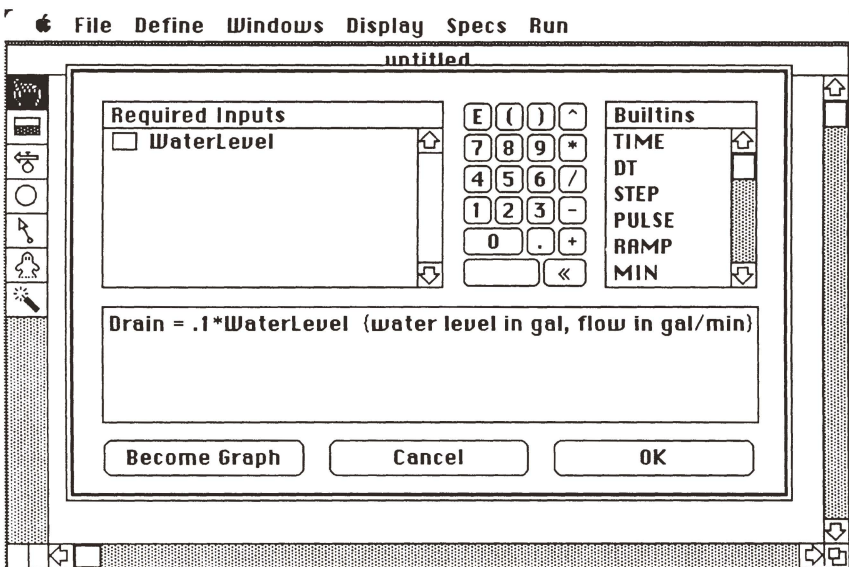 File Define Windows Display Specs Run
untitled
Required Inputs
WaterLevel
E ( ) ^
7 8 9 *
4 5 6 /
1 2 3 -
0 . +
«
Builtins
TIME
DT
STEP
PULSE
RAMP
MIN
Drain = .1*WaterLevel {water level in gal, flow in gal/min}
Become Graph Cancel OK